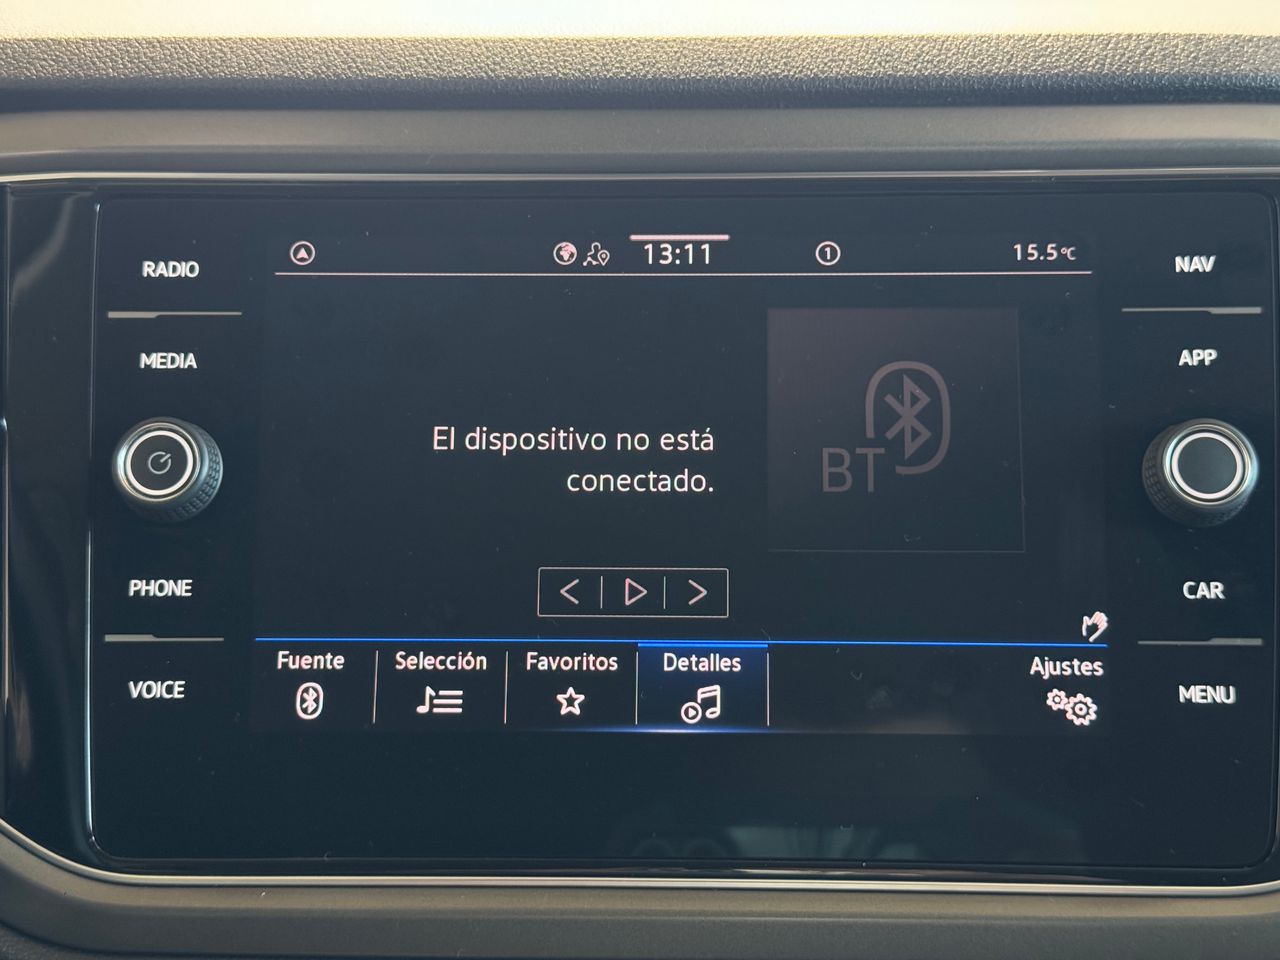 RADIO
MEDIA
PHONE
VOICE
13:11
1
15.5°C
El dispositivo no está
conectado.
BT
Fuente
Selección
Favoritos
Detalles
Ajustes
NAV
APP
CAR
MENU